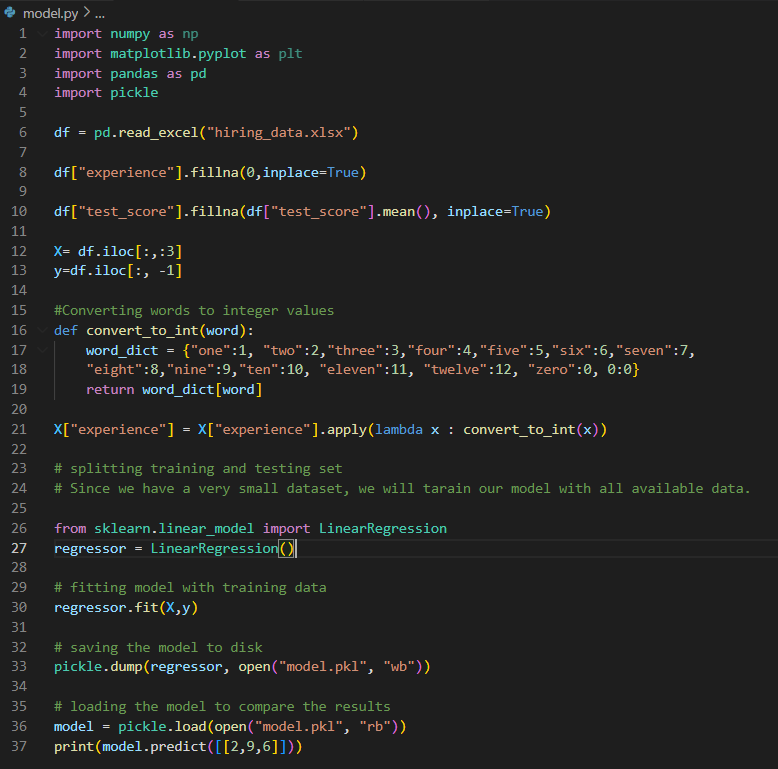 model.py > ...
1 import numpy as np
2 import matplotlib.pyplot as plt
3 import pandas as pd
4 import pickle
5
6 df = pd.read_excel("hiring_data.xlsx")
7
8 df["experience"].fillna(0,inplace=True)
9
10 df["test_score"].fillna(df["test_score"].mean(), inplace=True)
11
12 X= df.iloc[:,:3]
13 y=df.iloc[:, -1]
14
15 #Converting words to integer values
16 def convert_to_int(word):
17     word_dict = {"one":1, "two":2,"three":3,"four":4,"five":5,"six":6,"seven":7,
18     "eight":8,"nine":9,"ten":10, "eleven":11, "twelve":12, "zero":0, 0:0}
19     return word_dict[word]
20
21 X["experience"] = X["experience"].apply(lambda x : convert_to_int(x))
22
23 # splitting training and testing set
24 # Since we have a very small dataset, we will tarain our model with all available data.
25
26 from sklearn.linear_model import LinearRegression
27 regressor = LinearRegression()
28
29 # fitting model with training data
30 regressor.fit(X,y)
31
32 # saving the model to disk
33 pickle.dump(regressor, open("model.pkl", "wb"))
34
35 # loading the model to compare the results
36 model = pickle.load(open("model.pkl", "rb"))
37 print(model.predict([[2,9,6]]))